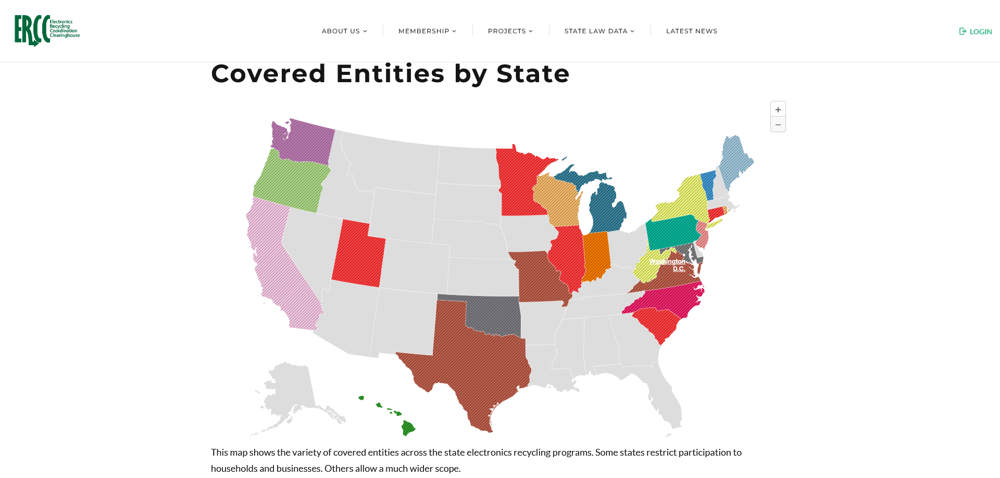 ERCC
Electronics
Recycling
Coordination
Clearinghouse
ABOUT US
MEMBERSHIP
PROJECTS
STATE LAW DATA
LATEST NEWS
LOGIN
Covered Entities by State
+
−
Washington
D.C.
This map shows the variety of covered entities across the state electronics recycling programs. Some states restrict participation to
households and businesses. Others allow a much wider scope.